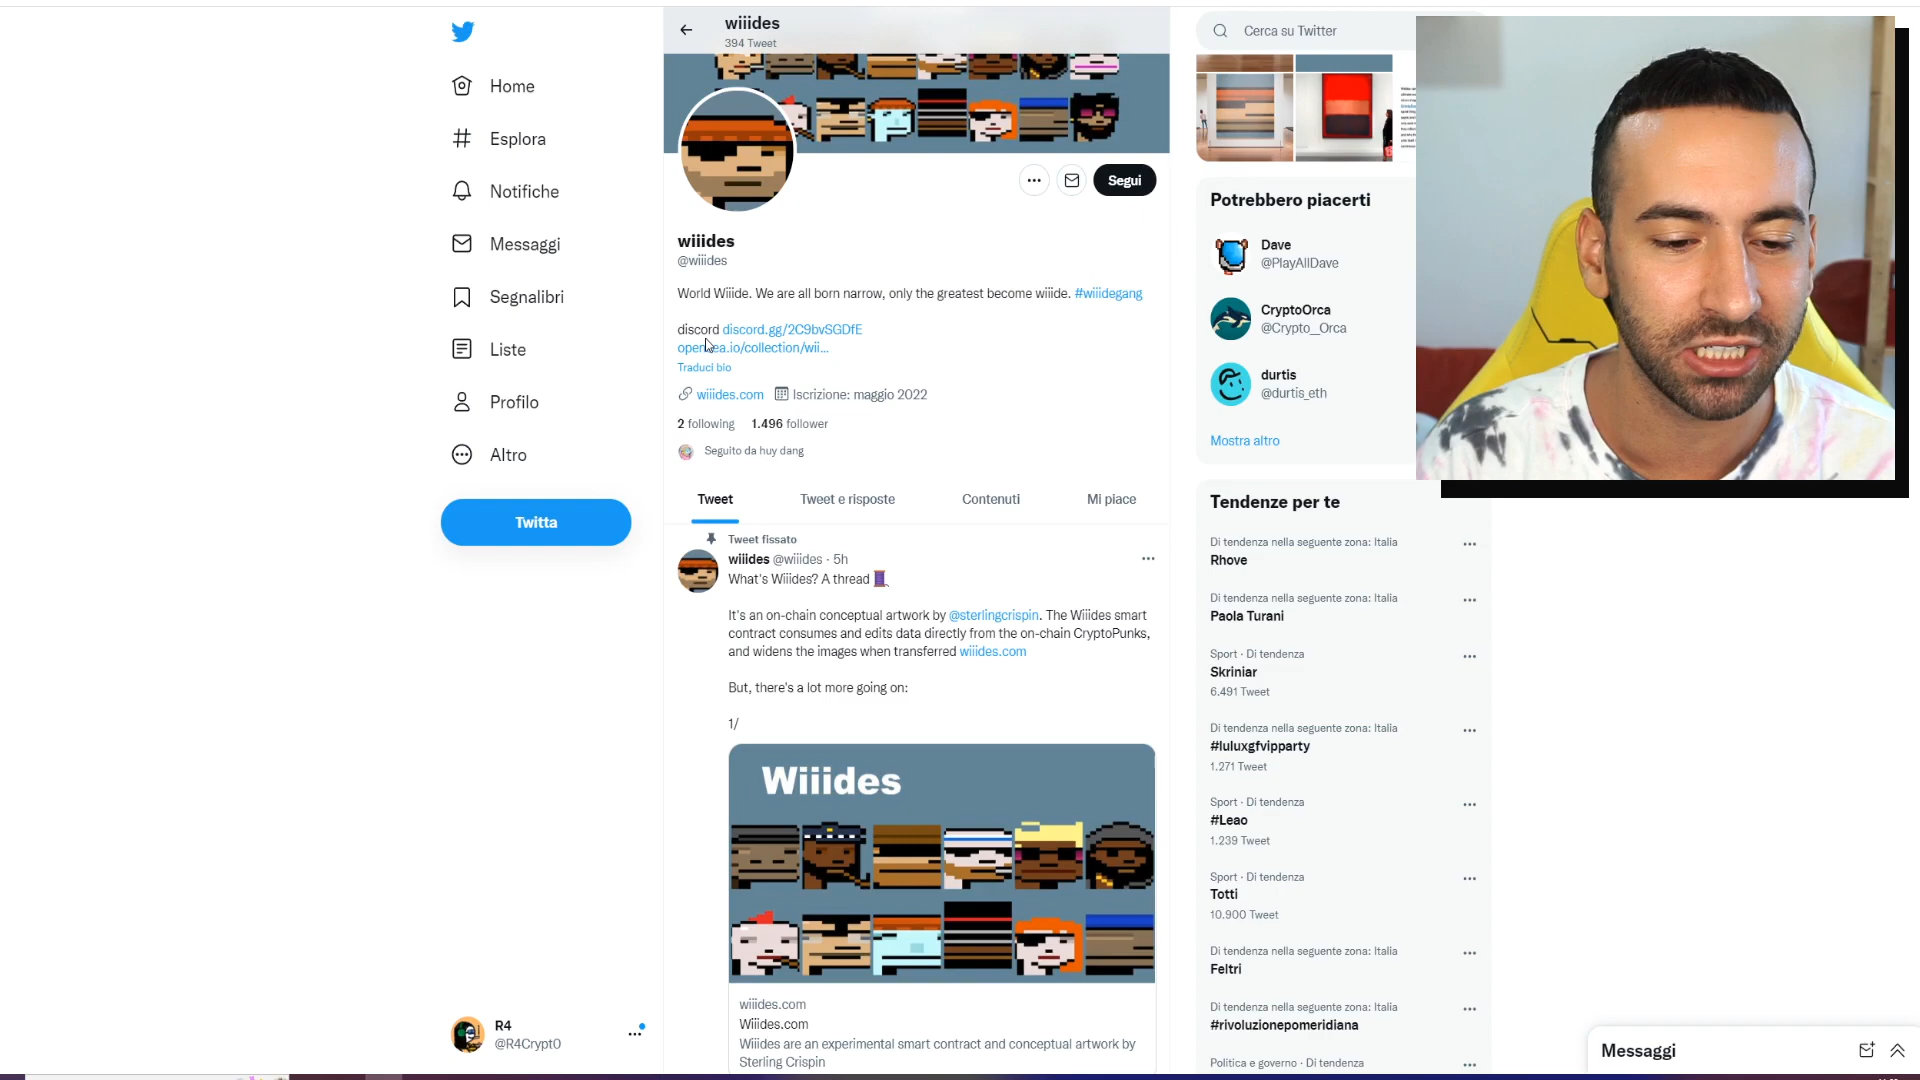 Home
Esplora
Notifiche
Messaggi
Segnalibri
Liste
Profilo
Altro
Twitta
R4
@R4Crypt0
wiiides
394 Tweet
Segui
wiiides
@wiiides
World Wiiide. We are all born narrow, only the greatest become wiiide. #wiiidegang
discord discord.gg/2C9bvSGDfE
opensea.io/collection/wii...
Traduci bio
wiiides.com Iscrizione: maggio 2022
2 following 1.496 follower
Seguito da huy dang
Tweet Tweet e risposte Contenuti Mi piace
Tweet fissato
wiiides @wiiides · 5h
What's Wiiides? A thread
It's an on-chain conceptual artwork by @sterlingcrispin. The Wiiides smart
contract consumes and edits data directly from the on-chain CryptoPunks,
and widens the images when transferred wiiides.com
But, there's a lot more going on:
1/
Wiiides
wiiides.com
Wiiides.com
Wiiides are an experimental smart contract and conceptual artwork by
Sterling Crispin
Cerca su Twitter
Potrebbero piacerti
Dave
@PlayAllDave
CryptoOrca
@Crypto__Orca
durtis
@durtis_eth
Mostra altro
Tendenze per te
Di tendenza nella seguente zona: Italia
Rhove
Di tendenza nella seguente zona: Italia
Paola Turani
Sport · Di tendenza
Skriniar
6.491 Tweet
Di tendenza nella seguente zona: Italia
#luluxgfvipparty
1.271 Tweet
Sport · Di tendenza
#Leao
1.239 Tweet
Sport · Di tendenza
Totti
10.900 Tweet
Di tendenza nella seguente zona: Italia
Feltri
Di tendenza nella seguente zona: Italia
#rivoluzionepomeridiana
Politica e governo · Di tendenza
Messaggi